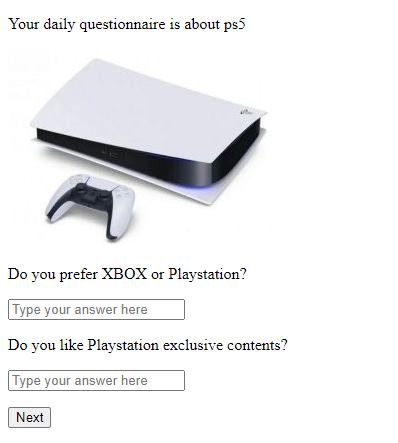 Your daily questionnaire is about ps5
Do you prefer XBOX or Playstation?
Type your answer here
Do you like Playstation exclusive contents?
Type your answer here
Next